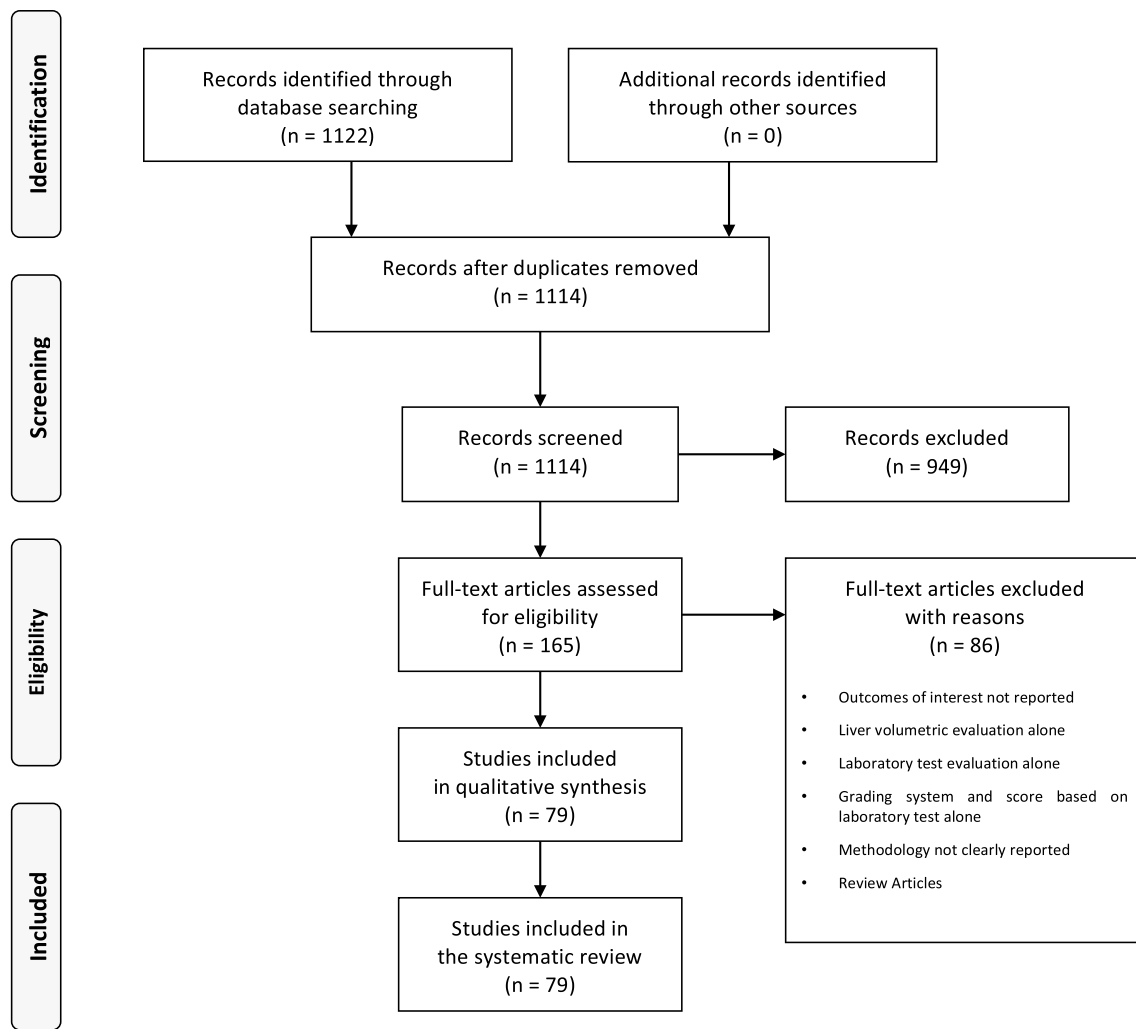 Identification
Records identified through
database searching
(n = 1122)
Additional records identified
through other sources
(n = 0)
Records after duplicates removed
(n = 1114)
Screening
Records screened
(n = 1114)
Records excluded
(n = 949)
Eligibility
Full-text articles assessed
for eligibility
(n = 165)
Full-text articles excluded
with reasons
(n = 86)
• Outcomes of interest not reported
• Liver volumetric evaluation alone
• Laboratory test evaluation alone
• Grading system and score based on
laboratory test alone
• Methodology not clearly reported
• Review Articles
Studies included
in qualitative synthesis
(n = 79)
Included
Studies included in
the systematic review
(n = 79)